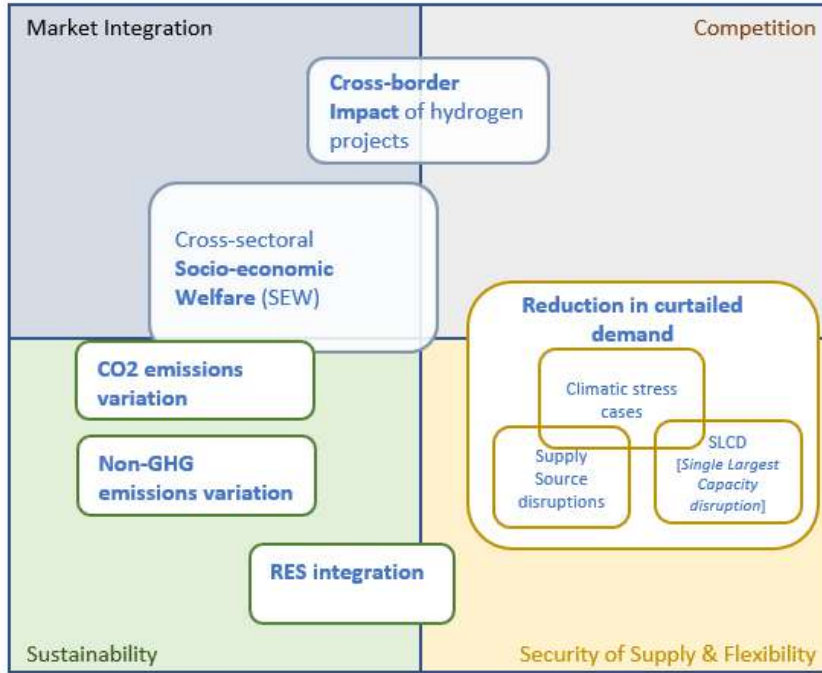 Market Integration
Competition
Cross-border
Impact of hydrogen
projects
Cross-sectoral
Socio-economic
Welfare (SEW)
Reduction in curtailed
demand
CO2 emissions
variation
Climatic stress
cases
Non-GHG
emissions variation
Supply
Source
disruptions
SLCD
[Single Largest
Capacity
disruption]
RES integration
Sustainability
Security of Supply & Flexibility